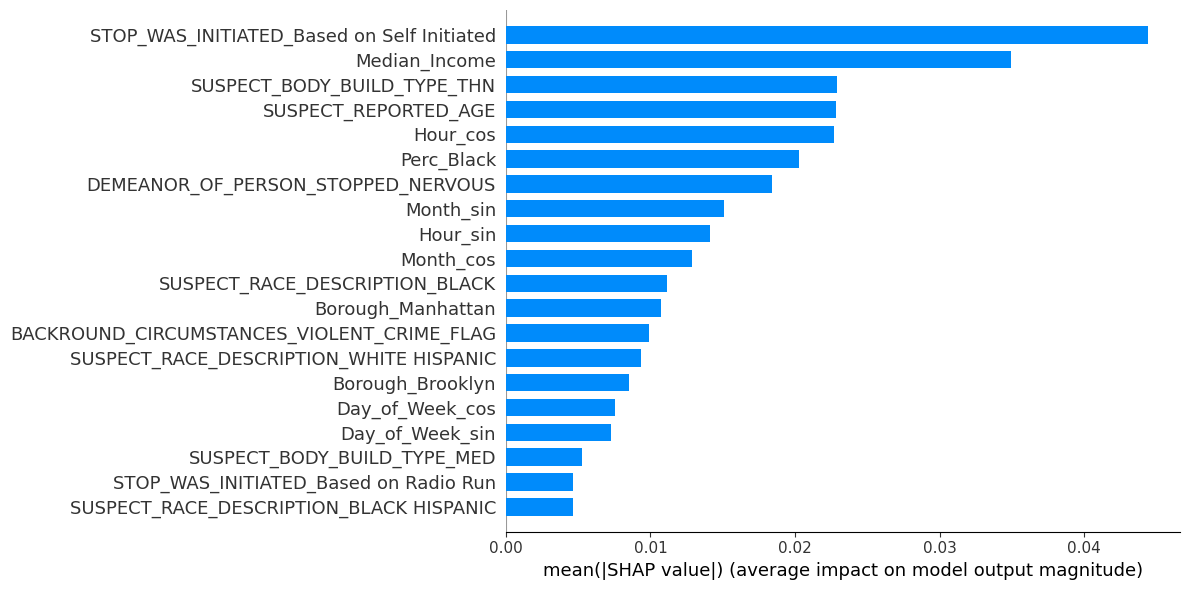 STOP_WAS_INITIATED_Based on Self Initiated
Median_Income
SUSPECT_BODY_BUILD_TYPE_THN
SUSPECT_REPORTED_AGE
Hour_cos
Perc_Black
DEMEANOR_OF_PERSON_STOPPED_NERVOUS
Month_sin
Hour_sin
Month_cos
SUSPECT_RACE_DESCRIPTION_BLACK
Borough_Manhattan
BACKROUND_CIRCUMSTANCES_VIOLENT_CRIME_FLAG
SUSPECT_RACE_DESCRIPTION_WHITE HISPANIC
Borough_Brooklyn
Day_of_Week_cos
Day_of_Week_sin
SUSPECT_BODY_BUILD_TYPE_MED
STOP_WAS_INITIATED_Based on Radio Run
SUSPECT_RACE_DESCRIPTION_BLACK HISPANIC
0.00 0.01 0.02 0.03 0.04
mean(|SHAP value|) (average impact on model output magnitude)